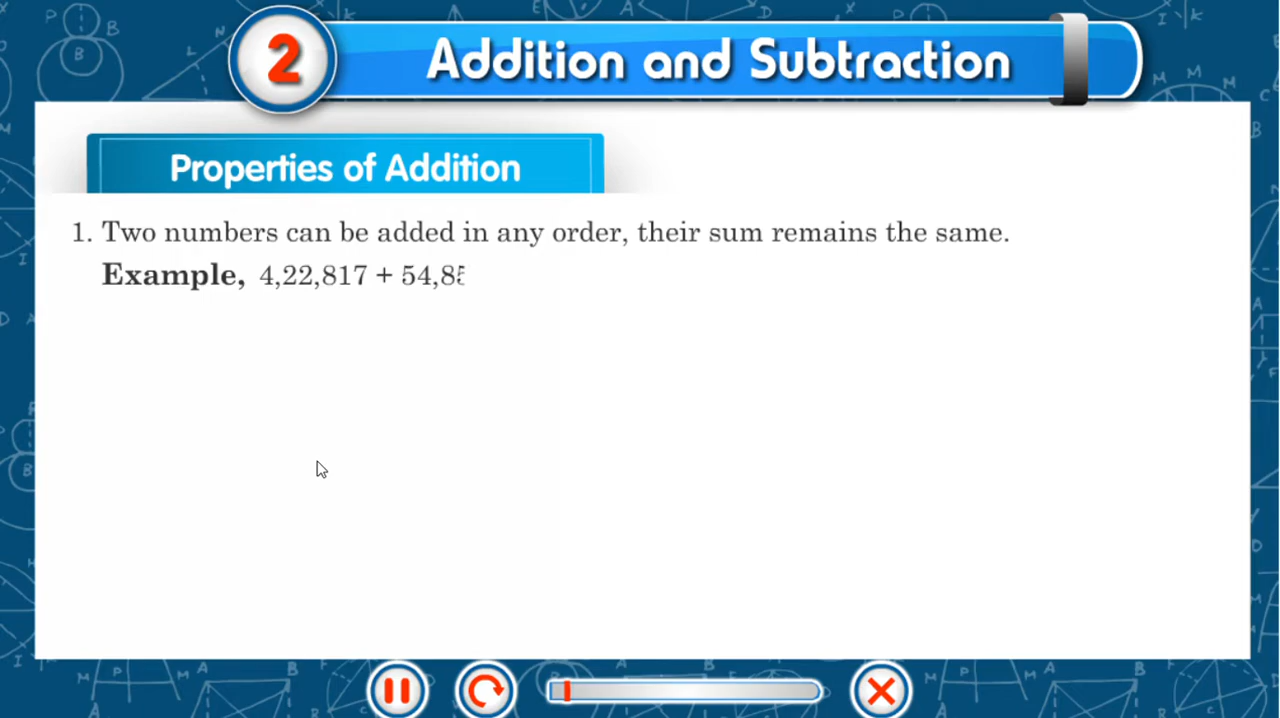 2 Addition and Subtraction
Properties of Addition
1. Two numbers can be added in any order, their sum remains the same.
Example, 4,22,817 + 54,8